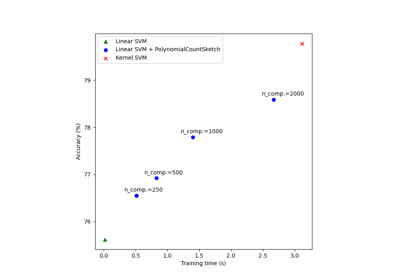 Linear SVM
Linear SVM + PolynomialCountSketch
Kernel SVM
79
78
77
76
Accuracy (%)
n_comp.=2000
n_comp.=1000
n_comp.=500
n_comp.=250
0.0 0.5 1.0 1.5 2.0 2.5 3.0
Training time (s)